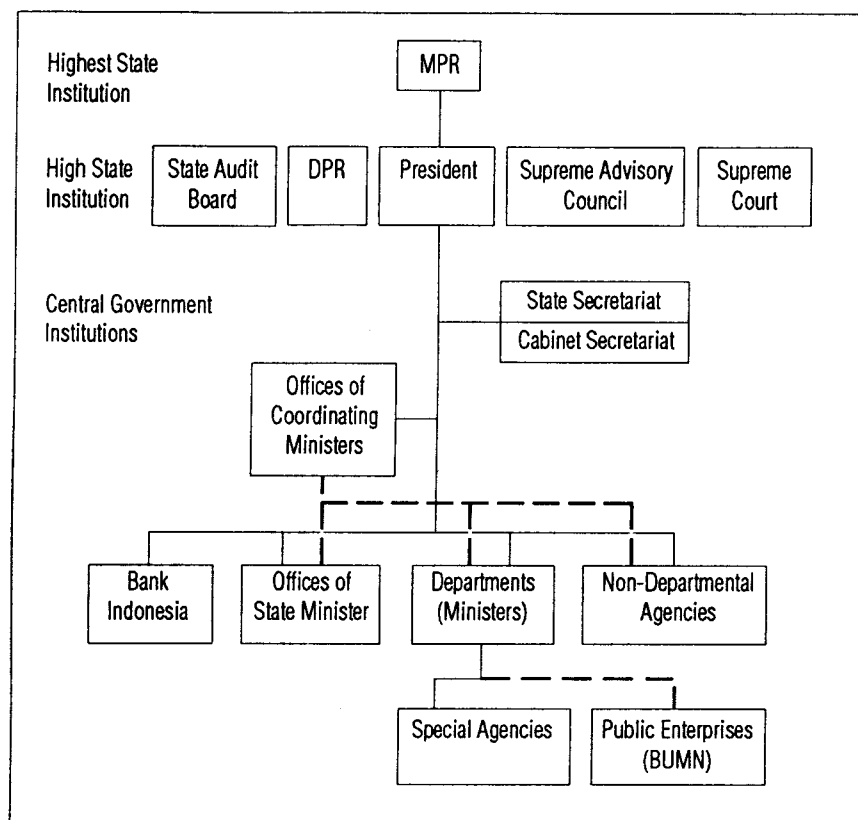 Highest State
Institution
MPR
High State
Institution
State Audit
Board
DPR
President
Supreme Advisory
Council
Supreme
Court
Central Government
Institutions
State Secretariat
Cabinet Secretariat
Offices of
Coordinating
Ministers
Bank
Indonesia
Offices of
State Minister
Departments
(Ministers)
Non-Departmental
Agencies
Special Agencies
Public Enterprises
(BUMN)